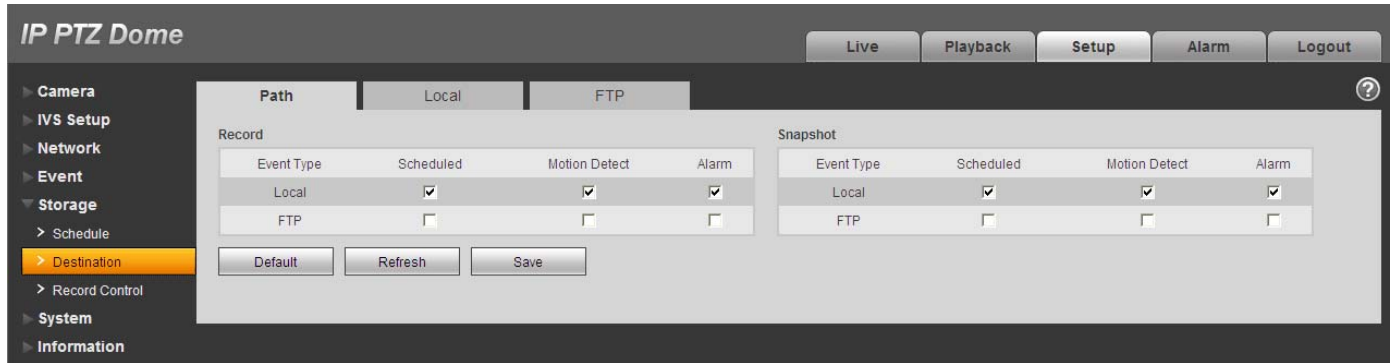 IP PTZ Dome
Live Playback Setup Alarm Logout
Camera
IVS Setup
Network
Event
Storage
> Schedule
> Destination
> Record Control
System
Information
Path Local FTP
?
Record
Event Type Scheduled Motion Detect Alarm
Local
FTP
Snapshot
Event Type Scheduled Motion Detect Alarm
Local
FTP
Default Refresh Save